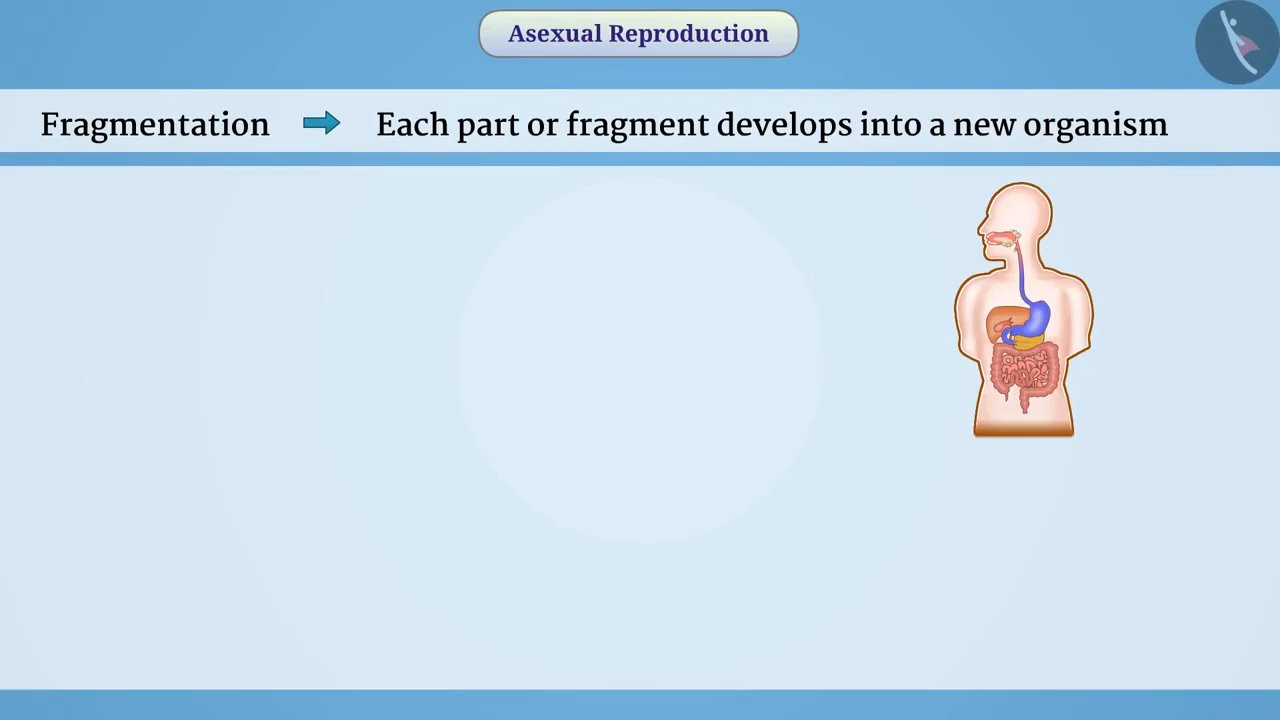 Asexual Reproduction
Fragmentation ➡ Each part or fragment develops into a new organism